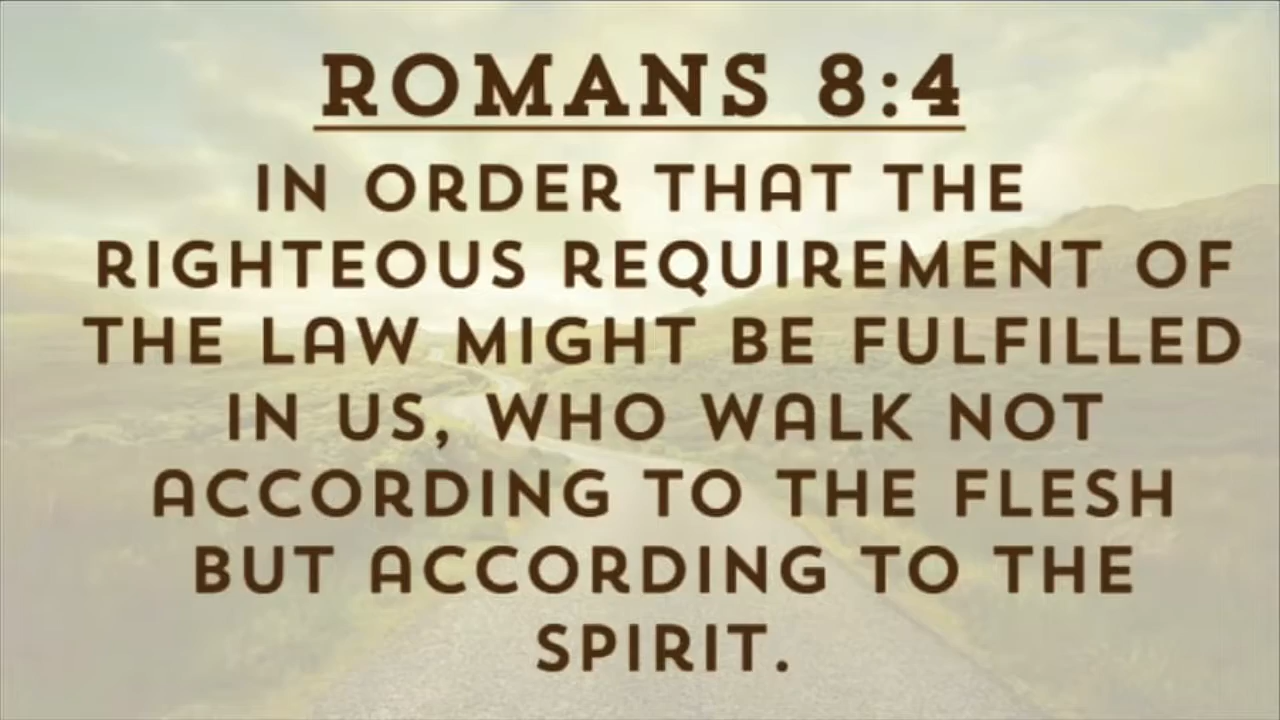 ROMANS 8:4
IN ORDER THAT THE
RIGHTEOUS REQUIREMENT OF
THE LAW MIGHT BE FULFILLED
IN US, WHO WALK NOT
ACCORDING TO THE FLESH
BUT ACCORDING TO THE
SPIRIT.